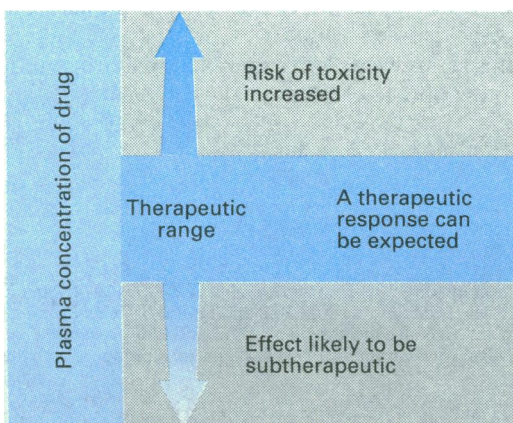 Plasma concentration of drug
Risk of toxicity
increased
Therapeutic
range
A therapeutic
response can
be expected
Effect likely to be
subtherapeutic